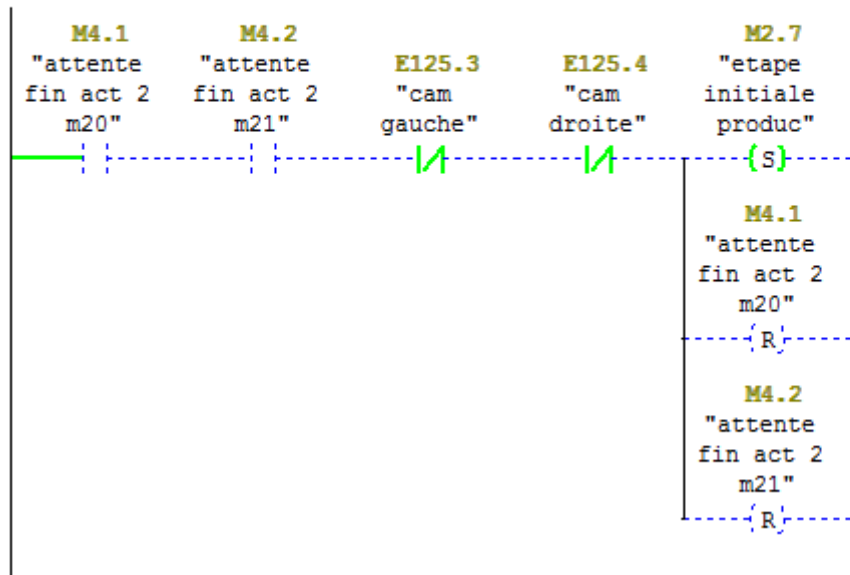 M4.1 M4.2 M2.7
"attente "attente E125.3 E125.4 "etape
fin act 2 fin act 2 "cam "cam initiale
m20" m21" gauche" droite" produc"
S
M4.1
"attente
fin act 2
m20"
R
M4.2
"attente
fin act 2
m21"
R